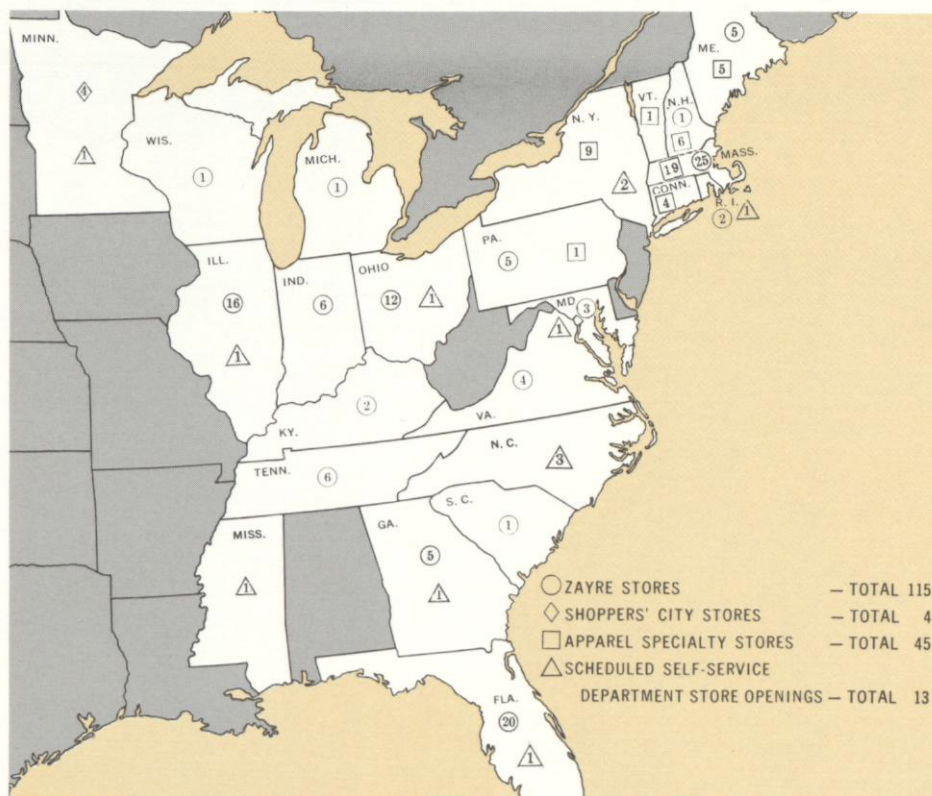 MINN.
4
1
WIS.
1
MICH.
1
ILL.
16
1
IND.
6
OHIO
12
1
KY.
2
TENN.
6
MISS.
1
GA.
5
1
FLA.
20
1
S. C.
1
N. C.
3
VA.
4
1
MD.
3
PA.
5
1
N. Y.
9
2
VT.
1
N.H.
1
6
ME.
5
5
MASS.
19
25
CONN.
4
R. I.
2
1
ZAYRE STORES — TOTAL 115
SHOPPERS' CITY STORES — TOTAL 4
APPAREL SPECIALTY STORES — TOTAL 45
SCHEDULED SELF-SERVICE
DEPARTMENT STORE OPENINGS — TOTAL 13